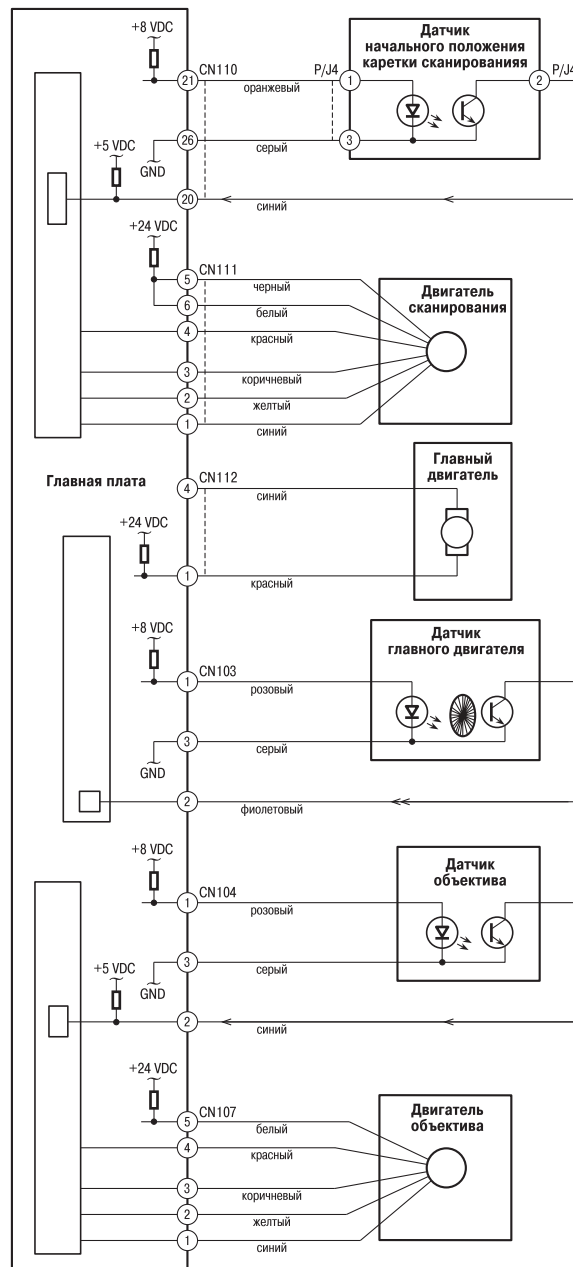 +8 VDC
Датчик
начального положения
каретки сканированияя
CN110
P/J4
P/J4
21
оранжевый
1
2
+5 VDC
26
серый
3
GND
20
синий
+24 VDC
CN111
5
черный
Двигатель
сканирования
6
белый
4
красный
3
коричневый
2
желтый
1
синий
Главная плата
CN112
Главный
двигатель
4
синий
+24 VDC
1
красный
+8 VDC
Датчик
главного двигателя
CN103
1
розовый
3
серый
GND
2
фиолетовый
+8 VDC
Датчик
объектива
CN104
1
розовый
+5 VDC
3
серый
GND
2
синий
+24 VDC
CN107
Двигатель
объектива
5
белый
4
красный
3
коричневый
2
желтый
1
синий